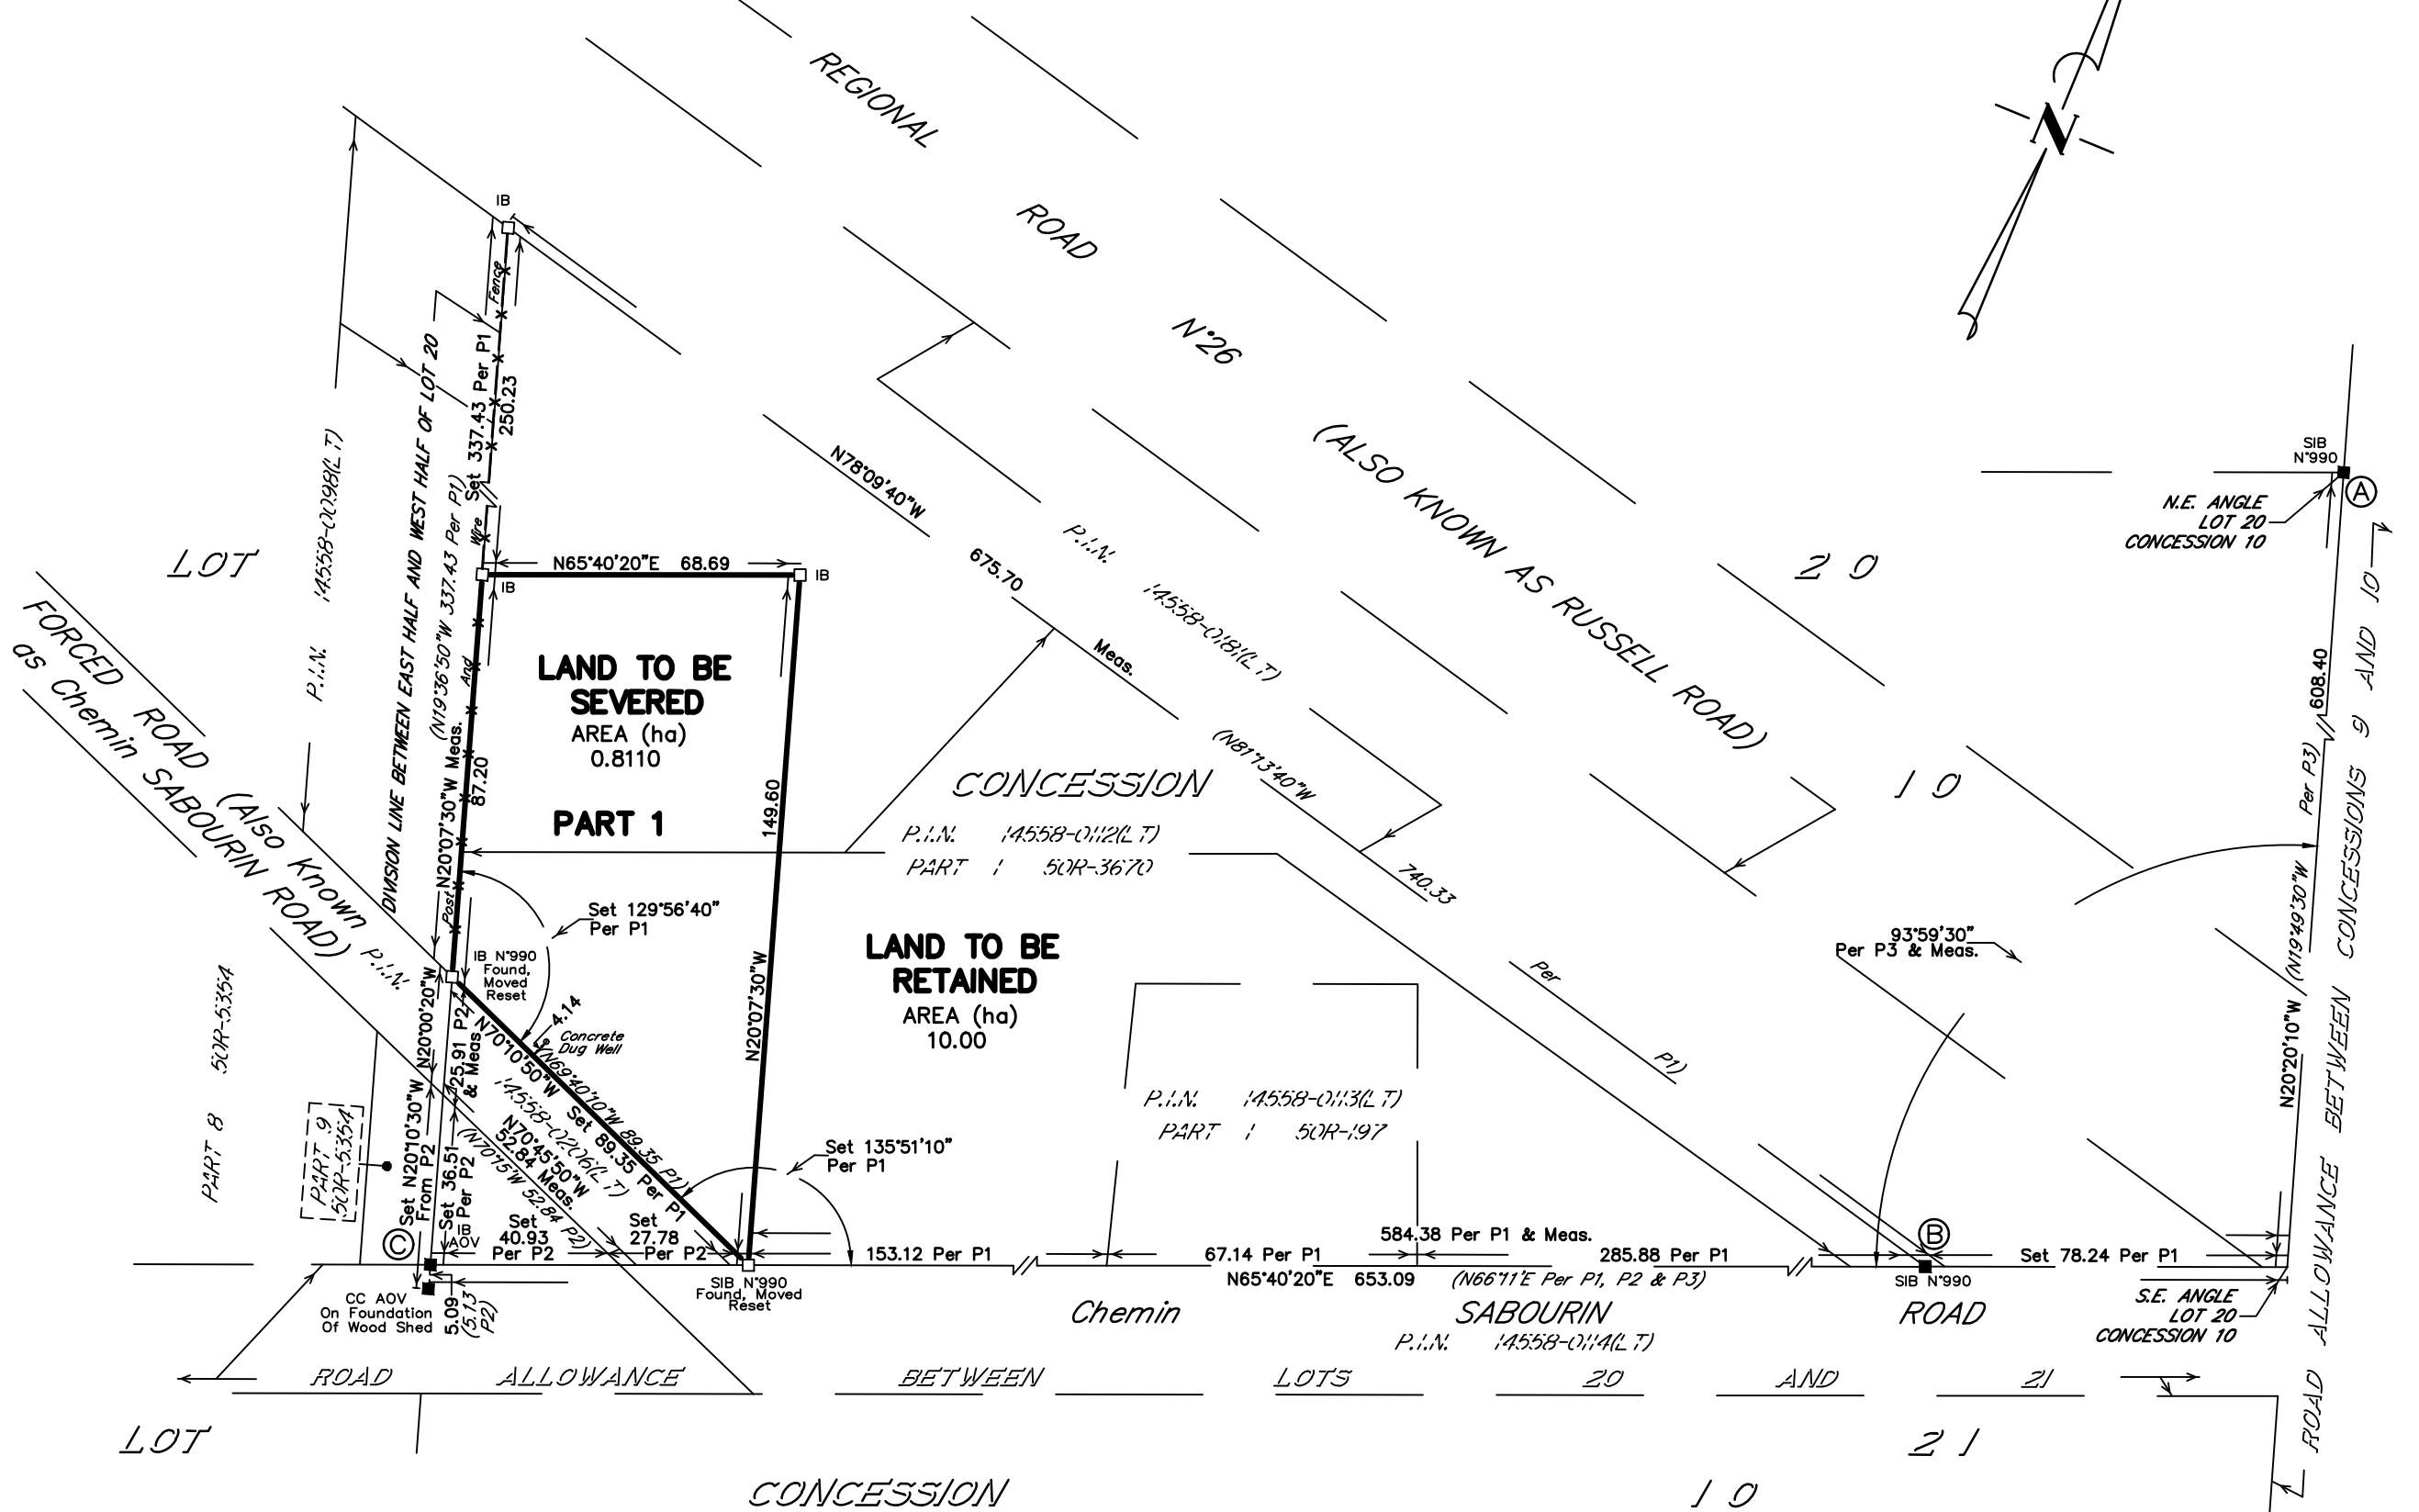 REGIONAL
ROAD
N°26
(ALSO KNOWN AS RUSSELL ROAD)
N
IB
Fence
Set 337.43 Per P1
250.23
DIVISION LINE BETWEEN EAST HALF AND WEST HALF OF LOT 20
(N19°36'50"W 337.43 Per P1)
Wire
And
Post
P.I.N. 14558-0098(LT)
LOT
20
10
N65°40'20"E 68.69
IB
IB
LAND TO BE
SEVERED
AREA (ha)
0.8110
PART 1
N20°07'30"W Meas.
87.20
149.60
N20°07'30"W
N78°09'40"W
675.70
Meas.
P.I.N. 14558-0181(LT)
(N81°13'40"W
740.33
Per
P1)
CONCESSION
P.I.N. 14558-0112(LT)
PART 1 50R-3670
LAND TO BE
RETAINED
AREA (ha)
10.00
P.I.N. 14558-0113(LT)
PART 1 50R-197
SIB
N°990
A
N.E. ANGLE
LOT 20
CONCESSION 10
608.40
(N19°49'30"W Per P3)
N20°20'10"W
93°59'30"
Per P3 & Meas.
ROAD ALLOWANCE BETWEEN CONCESSIONS 9 AND 10
FORCED ROAD (Also Known
as Chemin SABOURIN ROAD)
P.I.N. 14558-0206(LT)
Set 129°56'40"
Per P1
IB N°990
Found,
Moved
Reset
4.14
Concrete
Dug Well
N70°10'50"W Set 89.35 Per P1
(N69°40'10"W 89.35 P1)
N70°45'50"W
52.84 Meas.
(N70°15'W 52.84 P2)
Set 135°51'10"
Per P1
N20°00'20"W
25.91 P2
& Meas
Set N20°10'30"W
From P2
Set 36.51
Per P2
PART 8 50R-5354
PART 9
50R-5354
C
IB
AOV
Set
40.93
Per P2
Set
27.78
Per P2
153.12 Per P1
67.14 Per P1
584.38 Per P1 & Meas.
285.88 Per P1
B
Set 78.24 Per P1
SIB N°990
Found, Moved
Reset
N65°40'20"E 653.09 (N66°11'E Per P1, P2 & P3)
SIB N°990
CC AOV
On Foundation
Of Wood Shed
5.09
(5.13
P2)
Chemin SABOURIN ROAD
P.I.N. 14558-0114(LT)
S.E. ANGLE
LOT 20
CONCESSION 10
ROAD ALLOWANCE BETWEEN LOTS 20 AND 21
LOT 21
CONCESSION 10